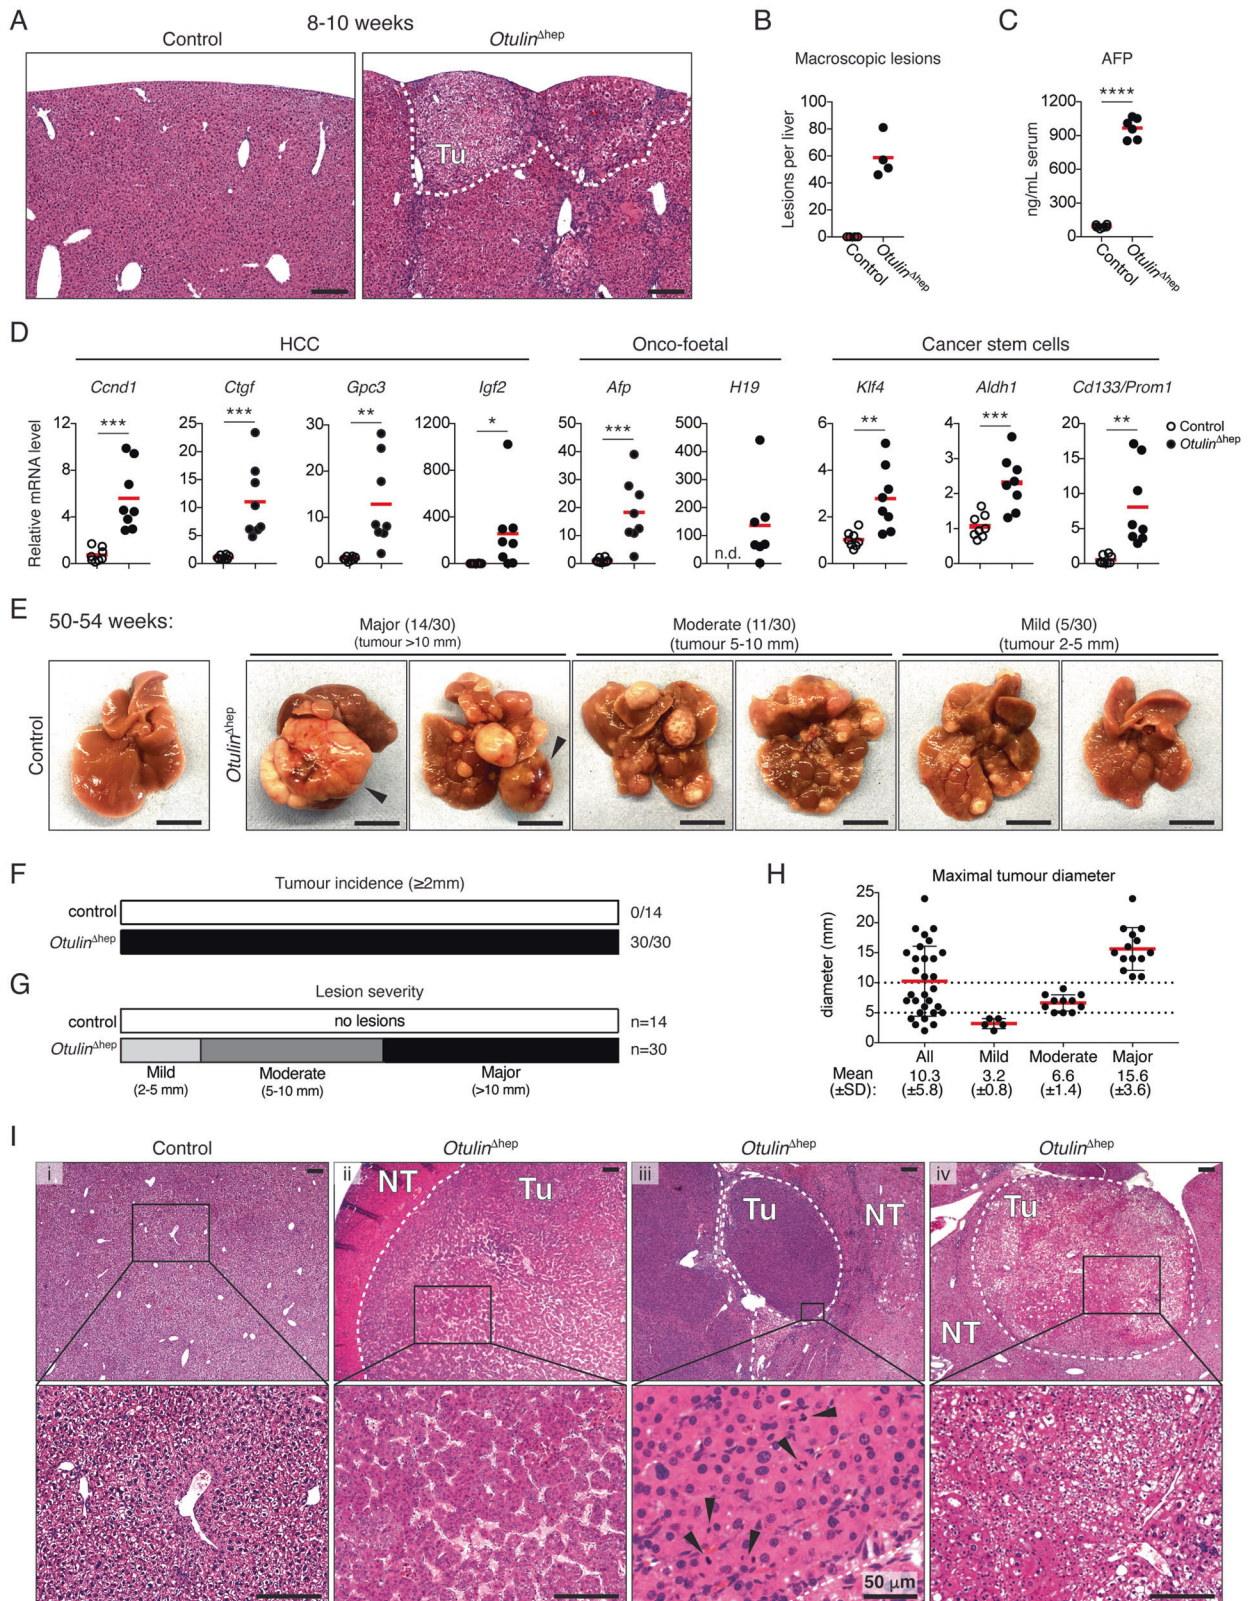 A
8-10 weeks
Control
Otulin^Δhep
Tu
B
Macroscopic lesions
Lesions per liver
100
80
60
40
20
0
Control
Otulin^Δhep
C
AFP
****
ng/mL serum
1200
900
600
300
0
Control
Otulin^Δhep
D
HCC
Onco-foetal
Cancer stem cells
Relative mRNA level
Ccnd1
***
12
8
4
0
Ctgf
***
30
20
10
0
Gpc3
**
30
20
10
0
Igf2
*
1200
800
400
0
Afp
***
50
40
30
20
10
0
H19
500
400
300
200
100
0
n.d.
Klf4
**
6
4
2
0
Aldh1
***
4
3
2
1
0
Cd133/Prom1
**
20
15
10
5
0
Control
Otulin^Δhep
E
50-54 weeks:
Major (14/30)
(tumour >10 mm)
Moderate (11/30)
(tumour 5-10 mm)
Mild (5/30)
(tumour 2-5 mm)
Control
Otulin^Δhep
F
Tumour incidence (≥2mm)
control
0/14
Otulin^Δhep
30/30
G
Lesion severity
control
no lesions
n=14
Otulin^Δhep
n=30
Mild
(2-5 mm)
Moderate
(5-10 mm)
Major
(>10 mm)
H
Maximal tumour diameter
diameter (mm)
25
20
15
10
5
0
All Mild Moderate Major
Mean 10.3 3.2 6.6 15.6
(±SD): (±5.8) (±0.8) (±1.4) (±3.6)
I
Control
Otulin^Δhep
Otulin^Δhep
Otulin^Δhep
i
ii
NT
Tu
iii
Tu
NT
iv
Tu
NT
50 μm